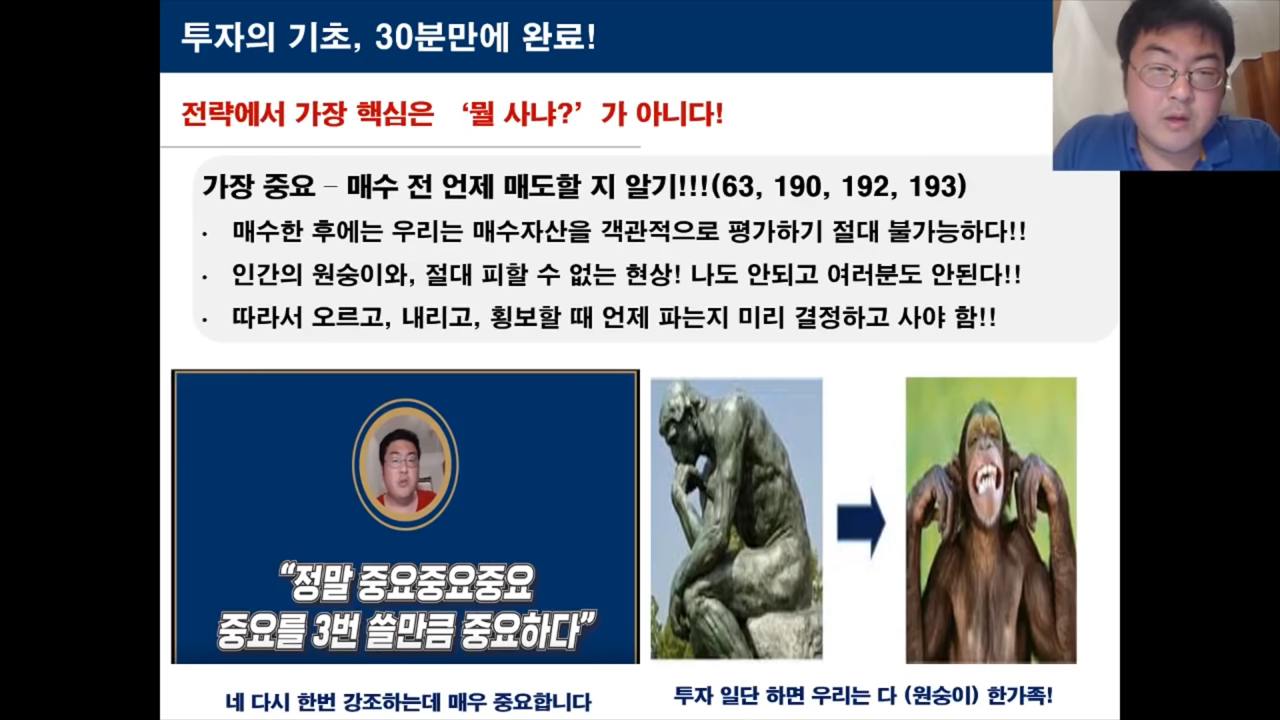 투자의 기초, 30분만에 완료!
전략에서 가장 핵심은 ‘뭘 사냐?’ 가 아니다!
가장 중요 – 매수 전 언제 매도할 지 알기!!!(63, 190, 192, 193)
· 매수한 후에는 우리는 매수자산을 객관적으로 평가하기 절대 불가능하다!!
· 인간의 원숭이와, 절대 피할 수 없는 현상! 나도 안되고 여러분도 안된다!!
· 따라서 오르고, 내리고, 횡보할 때 언제 파는지 미리 결정하고 사야 함!!
“정말 중요중요중요
중요를 3번 쓸만큼 중요하다”
네 다시 한번 강조하는데 매우 중요합니다
투자 일단 하면 우리는 다 (원숭이) 한가족!